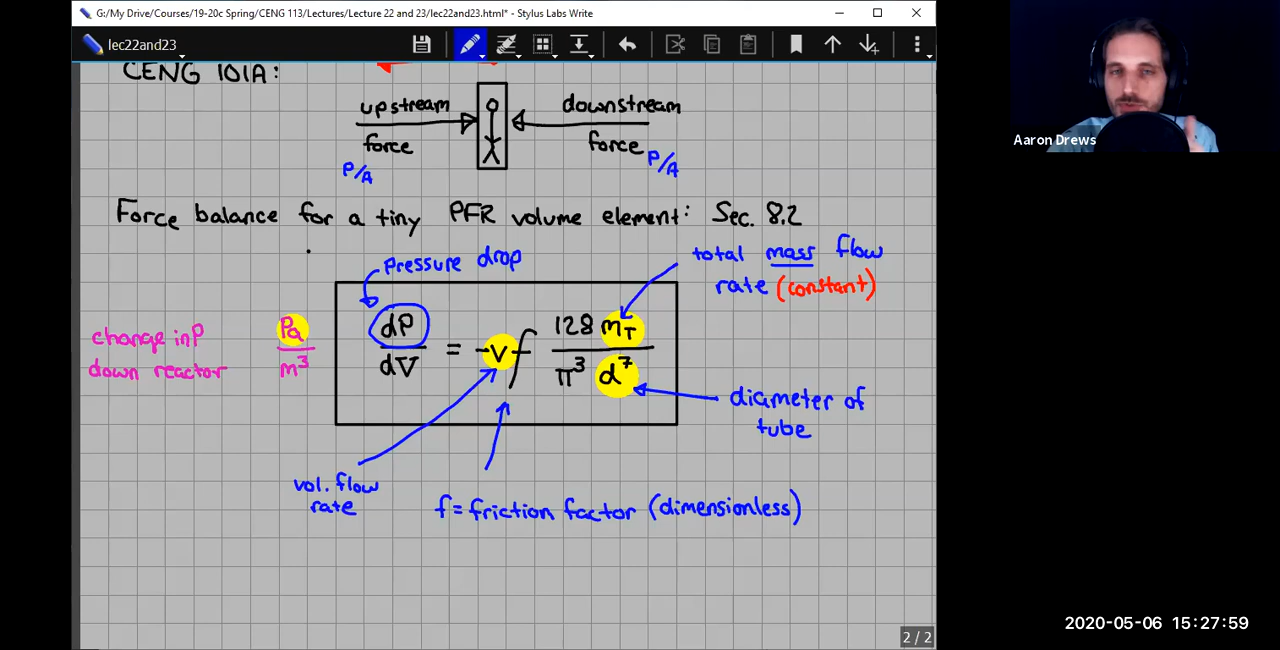 G:/My Drive/Courses/19-20c Spring/CENG 113/Lectures/Lecture 22 and 23/lec22and23.html* - Stylus Labs Write
lec22and23
CENG 101A:
upstream
force
P/A
downstream
force
P/A
Aaron Drews
Force balance for a tiny PFR volume element: Sec. 8.2
Pressure drop
total mass flow
rate (constant)
change in P
down reactor
Pa
m³
dP
dV
= -v f
128 mT
π³ d⁷
diameter of
tube
vol. flow
rate
f = friction factor (dimensionless)
2020-05-06 15:27:59
2 / 2